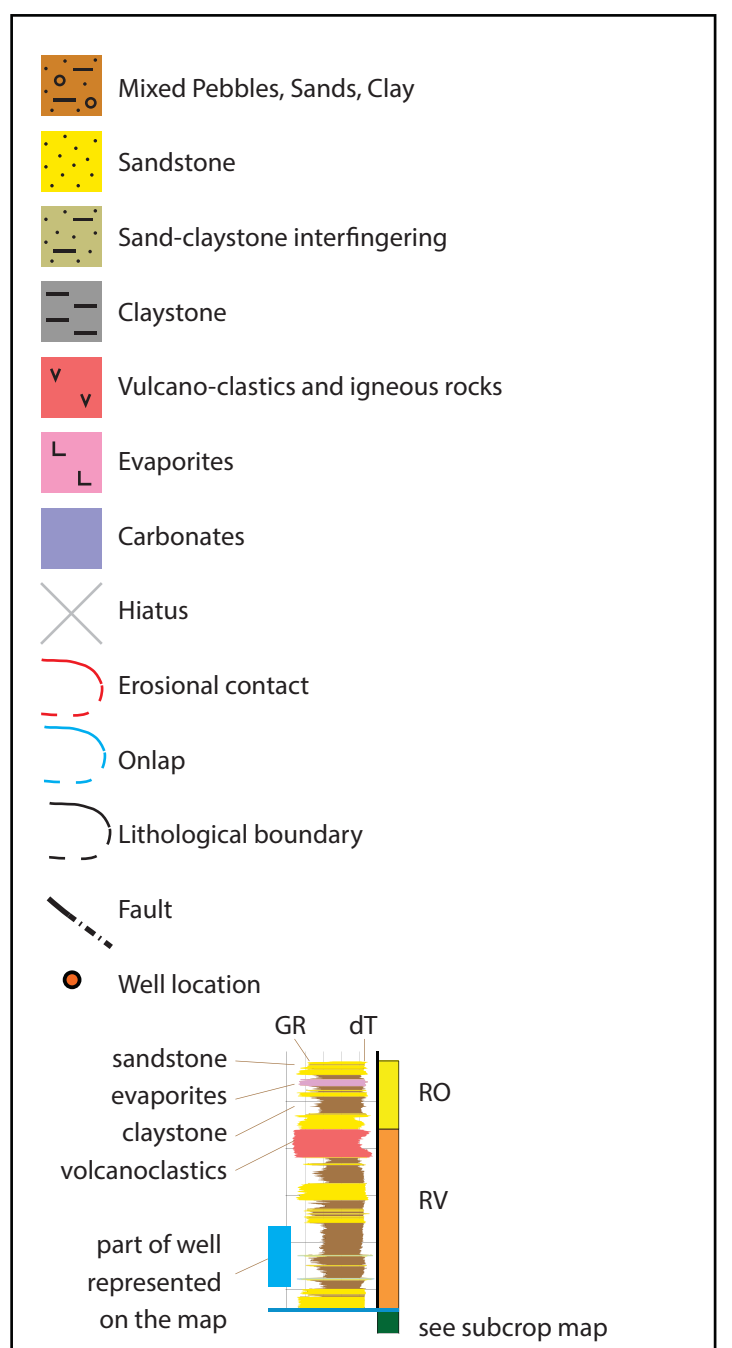 Mixed Pebbles, Sands, Clay
Sandstone
Sand-claystone interfingering
Claystone
Vulcano-clastics and igneous rocks
Evaporites
Carbonates
Hiatus
Erosional contact
Onlap
Lithological boundary
Fault
Well location
GR dT
sandstone
evaporites
claystone
volcanoclastics
RO
RV
part of well
represented
on the map
see subcrop map